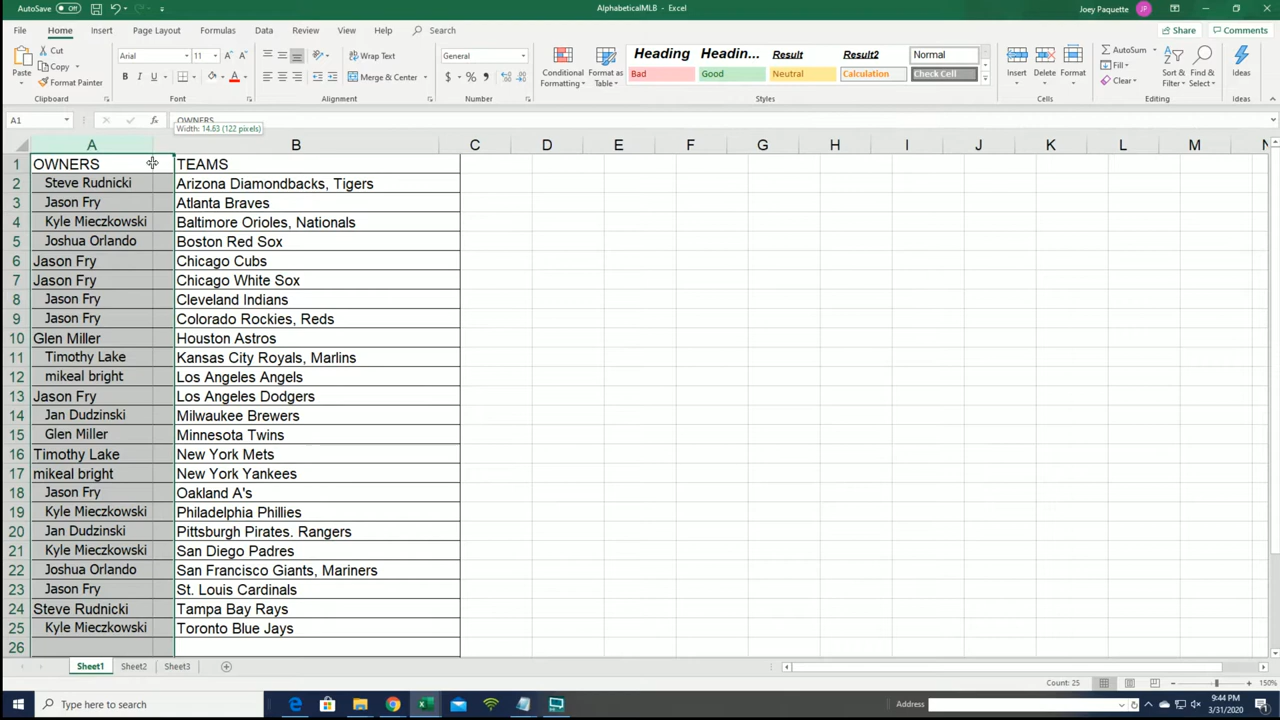 AutoSave Off AlphabeticalMLB - Excel Joey Paquette JP
File Home Insert Page Layout Formulas Data Review View Help Search Share Comments
Cut Copy Format Painter Paste Clipboard
Arial 11 A A B I U A Font
Wrap Text Merge & Center Alignment
General $ % Number
Conditional Formatting Format as Table
Heading Headin... Result Result2 Normal
Bad Good Neutral Calculation Check Cell
Styles
Insert Delete Format Cells
AutoSum Fill Clear Sort & Filter Find & Select Editing
Ideas Ideas
A1 fx OWNERS
Width: 14.63 (122 pixels)
A B C D E F G H I J K L M N
1 OWNERS TEAMS
2 Steve Rudnicki Arizona Diamondbacks, Tigers
3 Jason Fry Atlanta Braves
4 Kyle Mieczkowski Baltimore Orioles, Nationals
5 Joshua Orlando Boston Red Sox
6 Jason Fry Chicago Cubs
7 Jason Fry Chicago White Sox
8 Jason Fry Cleveland Indians
9 Jason Fry Colorado Rockies, Reds
10 Glen Miller Houston Astros
11 Timothy Lake Kansas City Royals, Marlins
12 mikeal bright Los Angeles Angels
13 Jason Fry Los Angeles Dodgers
14 Jan Dudzinski Milwaukee Brewers
15 Glen Miller Minnesota Twins
16 Timothy Lake New York Mets
17 mikeal bright New York Yankees
18 Jason Fry Oakland A's
19 Kyle Mieczkowski Philadelphia Phillies
20 Jan Dudzinski Pittsburgh Pirates. Rangers
21 Kyle Mieczkowski San Diego Padres
22 Joshua Orlando San Francisco Giants, Mariners
23 Jason Fry St. Louis Cardinals
24 Steve Rudnicki Tampa Bay Rays
25 Kyle Mieczkowski Toronto Blue Jays
26
Sheet1 Sheet2 Sheet3
Count: 25 150%
Type here to search Address 9:44 PM
3/31/2020